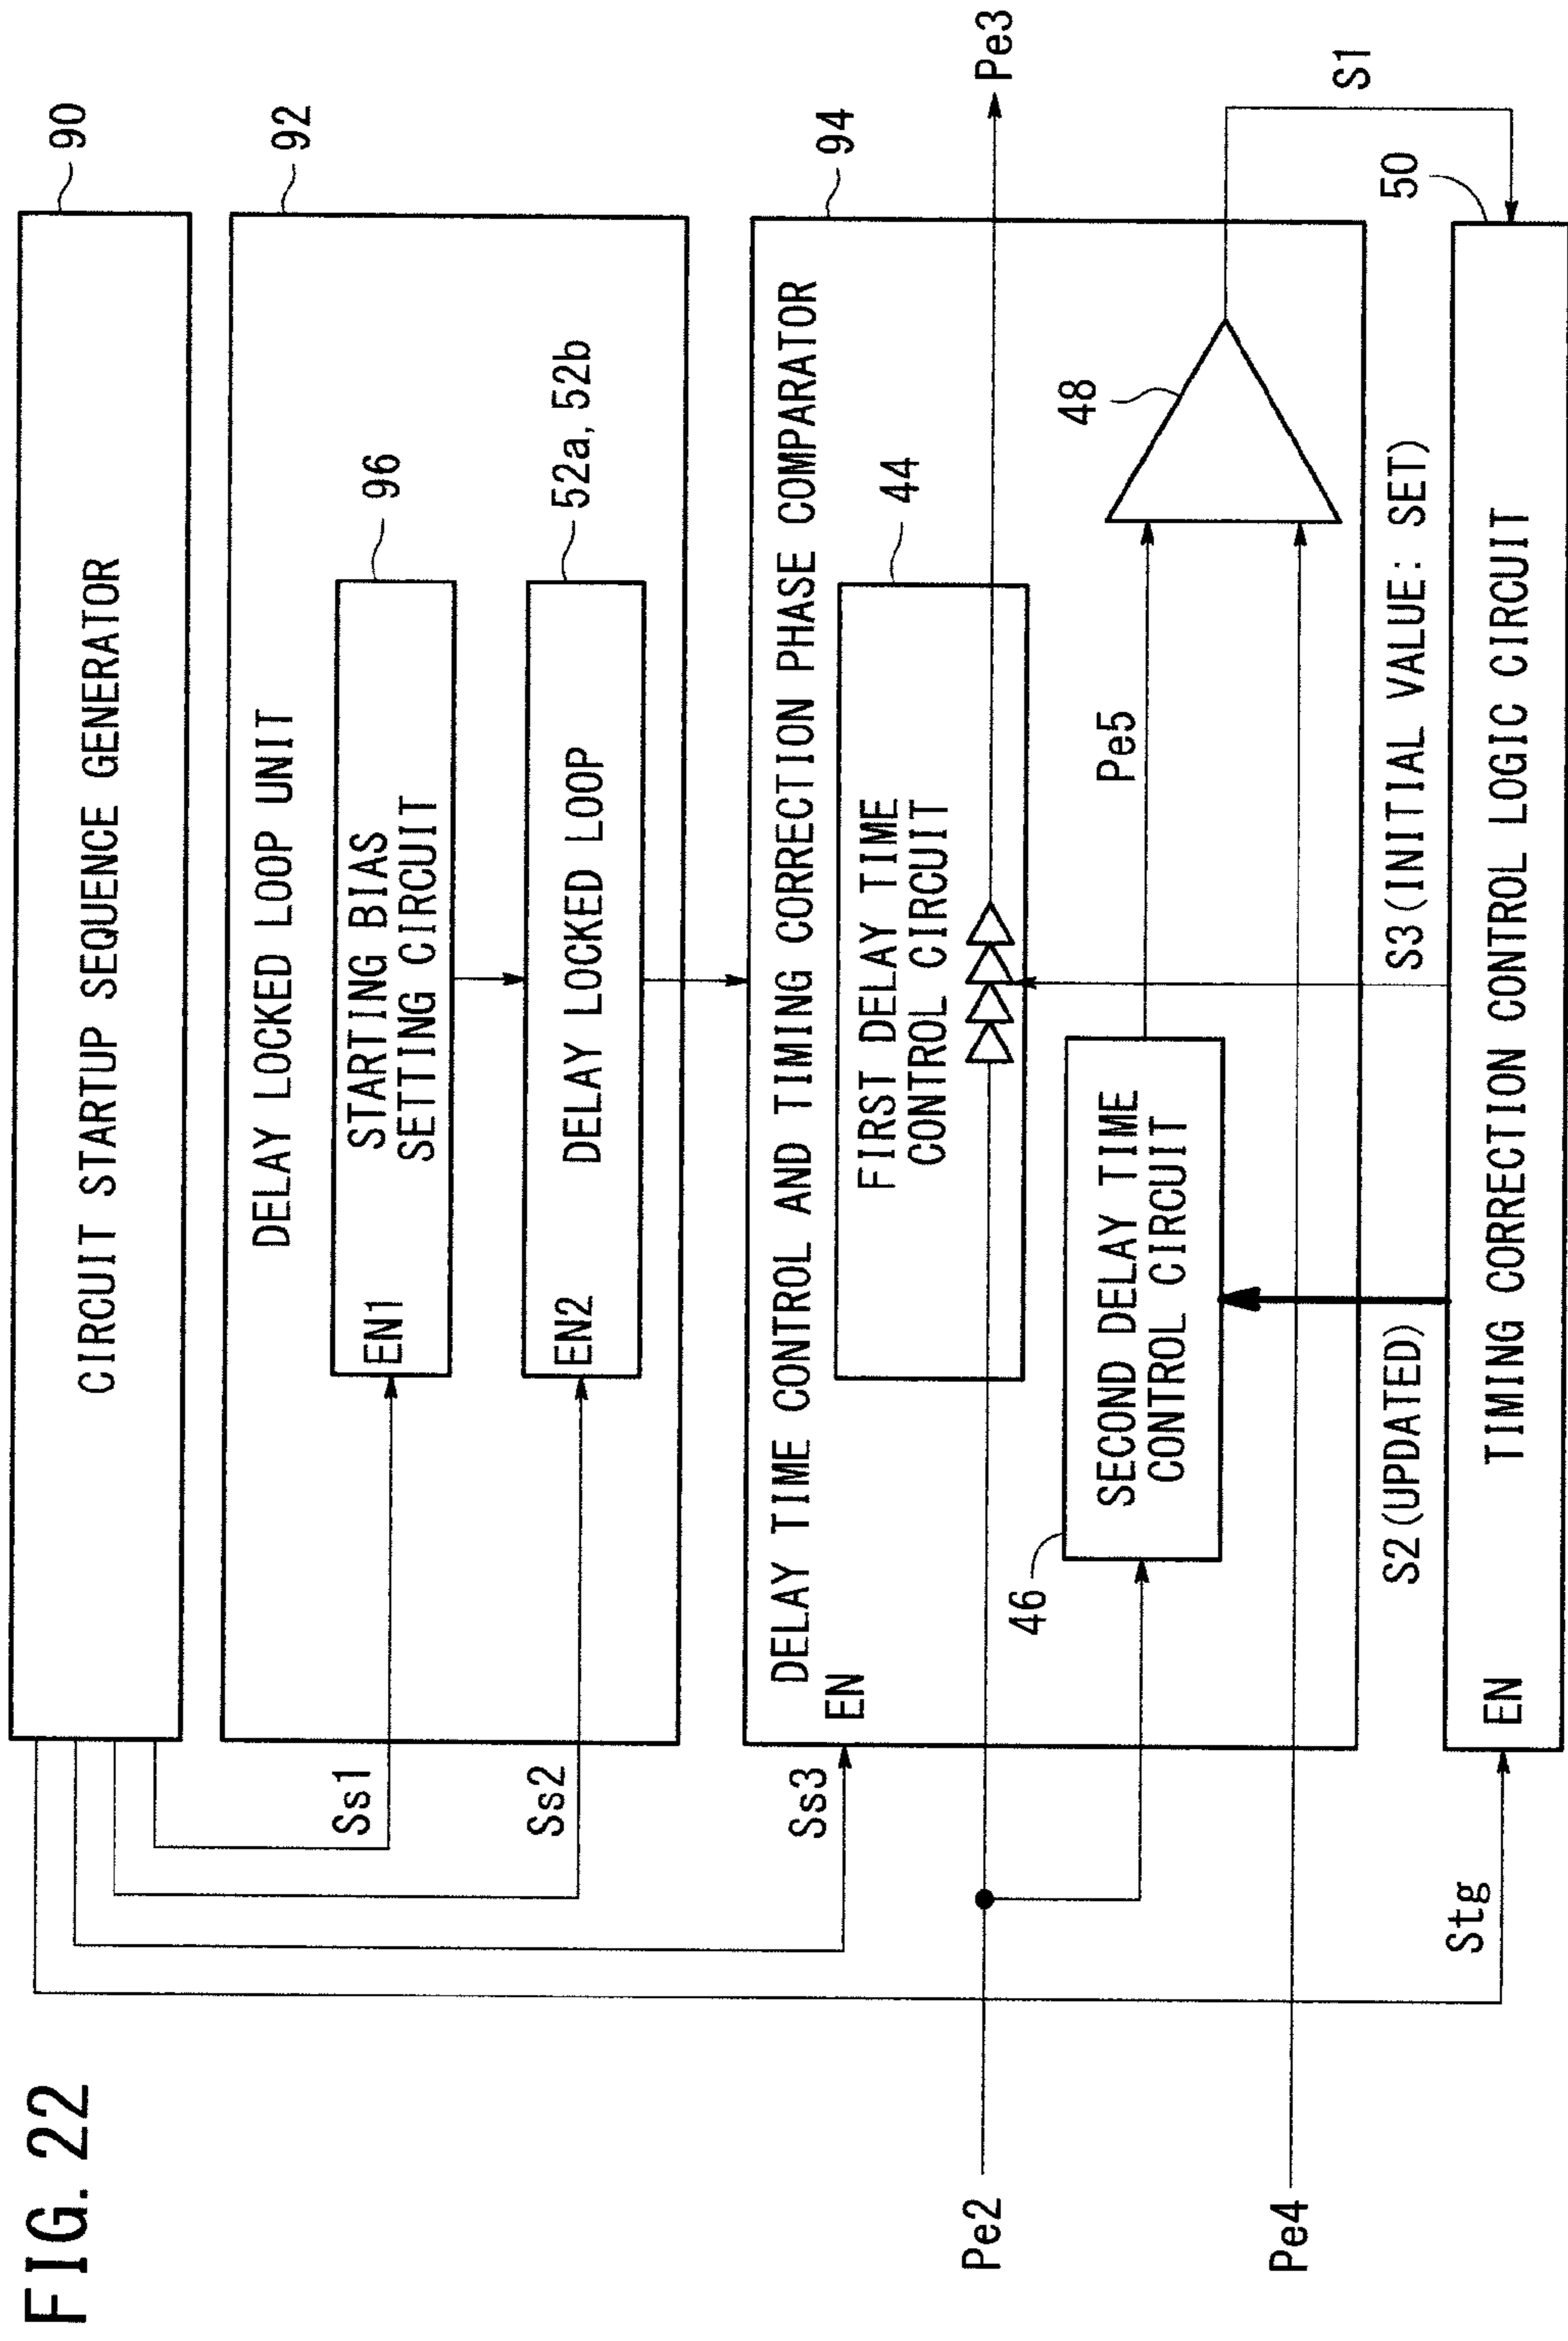 FIG. 22
90
CIRCUIT STARTUP SEQUENCE GENERATOR
92
DELAY LOCKED LOOP UNIT
96
STARTING BIAS
SETTING CIRCUIT
EN1
Ss1
52a, 52b
DELAY LOCKED LOOP
EN2
Ss2
94
DELAY TIME CONTROL AND TIMING CORRECTION PHASE COMPARATOR
EN
Ss3
44
FIRST DELAY TIME
CONTROL CIRCUIT
Pe2
Pe3
46
SECOND DELAY TIME
CONTROL CIRCUIT
Pe5
48
Pe4
S1
S2(UPDATED)
S3(INITIAL VALUE: SET)
50
Stg
EN
TIMING CORRECTION CONTROL LOGIC CIRCUIT